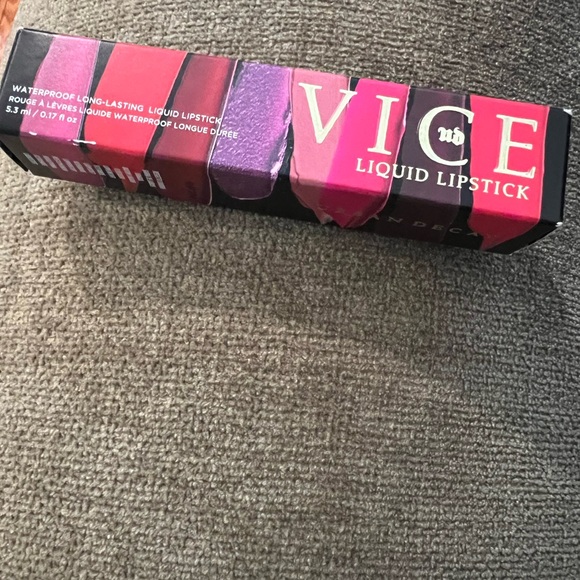 WATERPROOF LONG-LASTING LIQUID LIPSTICK
ROUGE À LÈVRES LIQUIDE WATERPROOF LONGUE DURÉE
5.3 ml / 0.17 fl oz
VICE
UD
LIQUID LIPSTICK